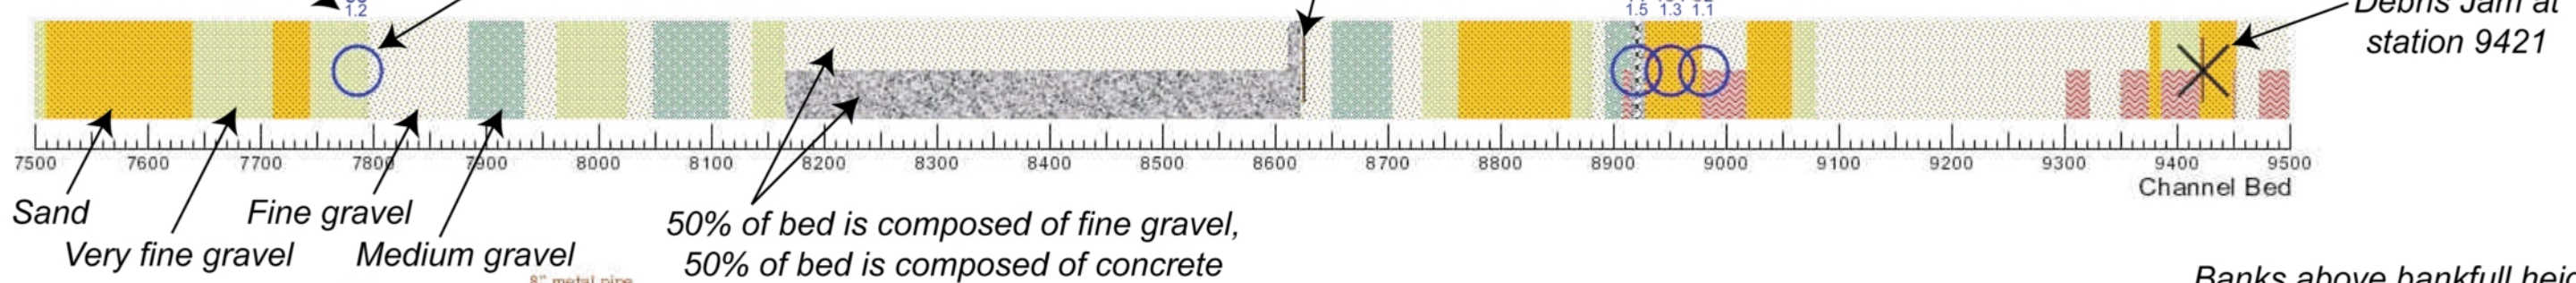 1.2
1.5 1.3 1.1
Debris Jam at
station 9421
7500 7600 7700 7800 7900 8000 8100 8200 8300 8400 8500 8600 8700 8800 8900 9000 9100 9200 9300 9400 9500
Channel Bed
Sand
Fine gravel
Very fine gravel
Medium gravel
50% of bed is composed of fine gravel,
50% of bed is composed of concrete
8" metal pipe
Banks above bankfull